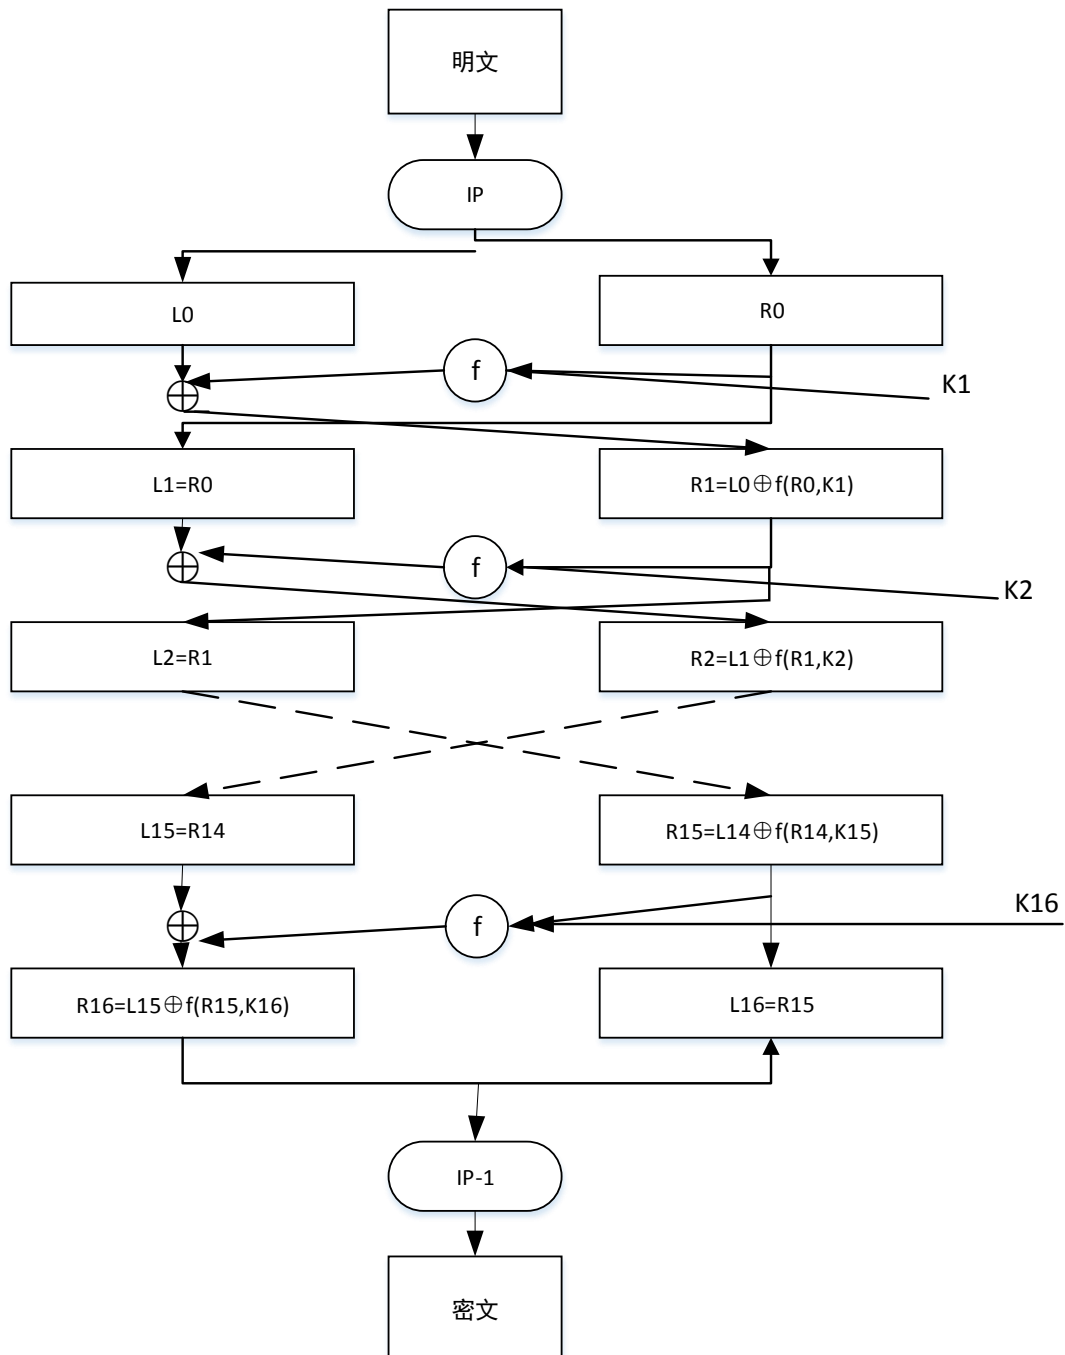 明文
IP
L0
R0
f
K1
L1=R0
R1=L0⊕f(R0,K1)
f
K2
L2=R1
R2=L1⊕f(R1,K2)
L15=R14
R15=L14⊕f(R14,K15)
K16
f
R16=L15⊕f(R15,K16)
L16=R15
IP-1
密文